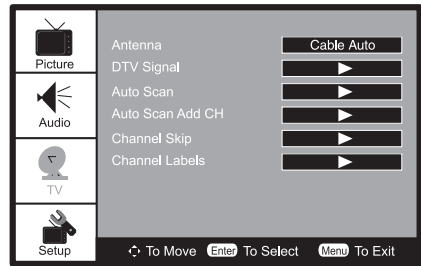 Picture
Audio
TV
Setup
Antenna Cable Auto
DTV Signal
Auto Scan
Auto Scan Add CH
Channel Skip
Channel Labels
To Move Enter To Select Menu To Exit